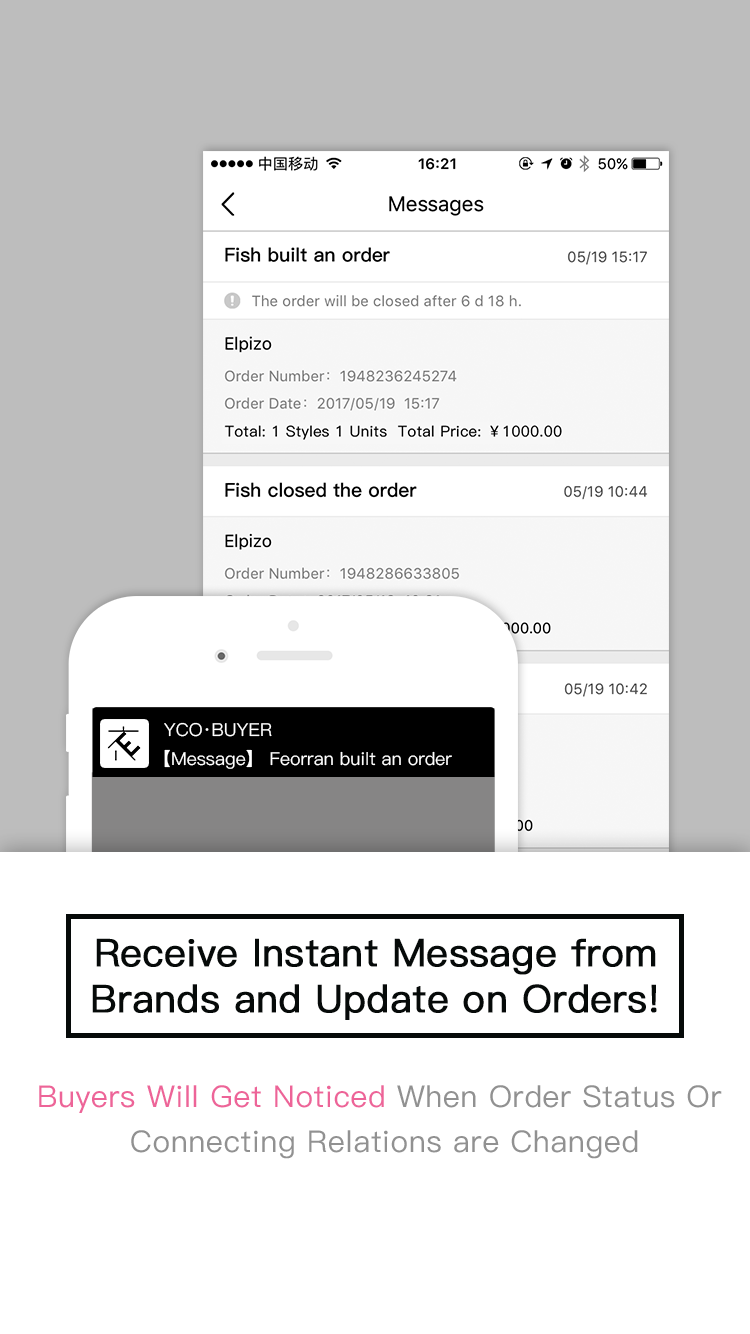 中国移动 16:21 50%
Messages
Fish built an order 05/19 15:17
The order will be closed after 6 d 18 h.
Elpizo
Order Number: 1948236245274
Order Date: 2017/05/19 15:17
Total: 1 Styles 1 Units Total Price: ¥1000.00
Fish closed the order 05/19 10:44
Elpizo
Order Number: 1948286633805
00.00
05/19 10:42
00
YCO·BUYER
【Message】 Feorran built an order
Receive Instant Message from
Brands and Update on Orders!
Buyers Will Get Noticed When Order Status Or
Connecting Relations are Changed